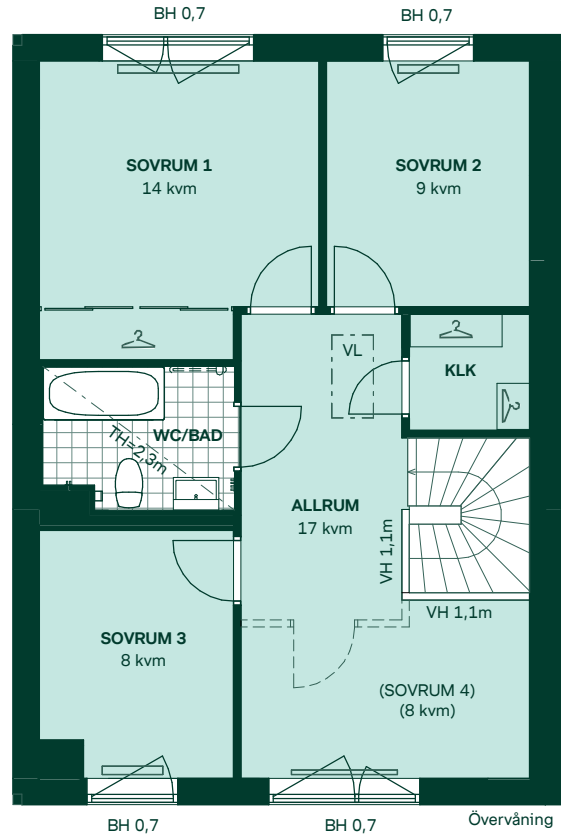 BH 0,7
BH 0,7
SOVRUM 1
14 kvm
SOVRUM 2
9 kvm
VL
KLK
WC/BAD
TH=2,3m
ALLRUM
17 kvm
VH 1,1m
VH 1,1m
SOVRUM 3
8 kvm
(SOVRUM 4)
(8 kvm)
BH 0,7
BH 0,7
Övervåning